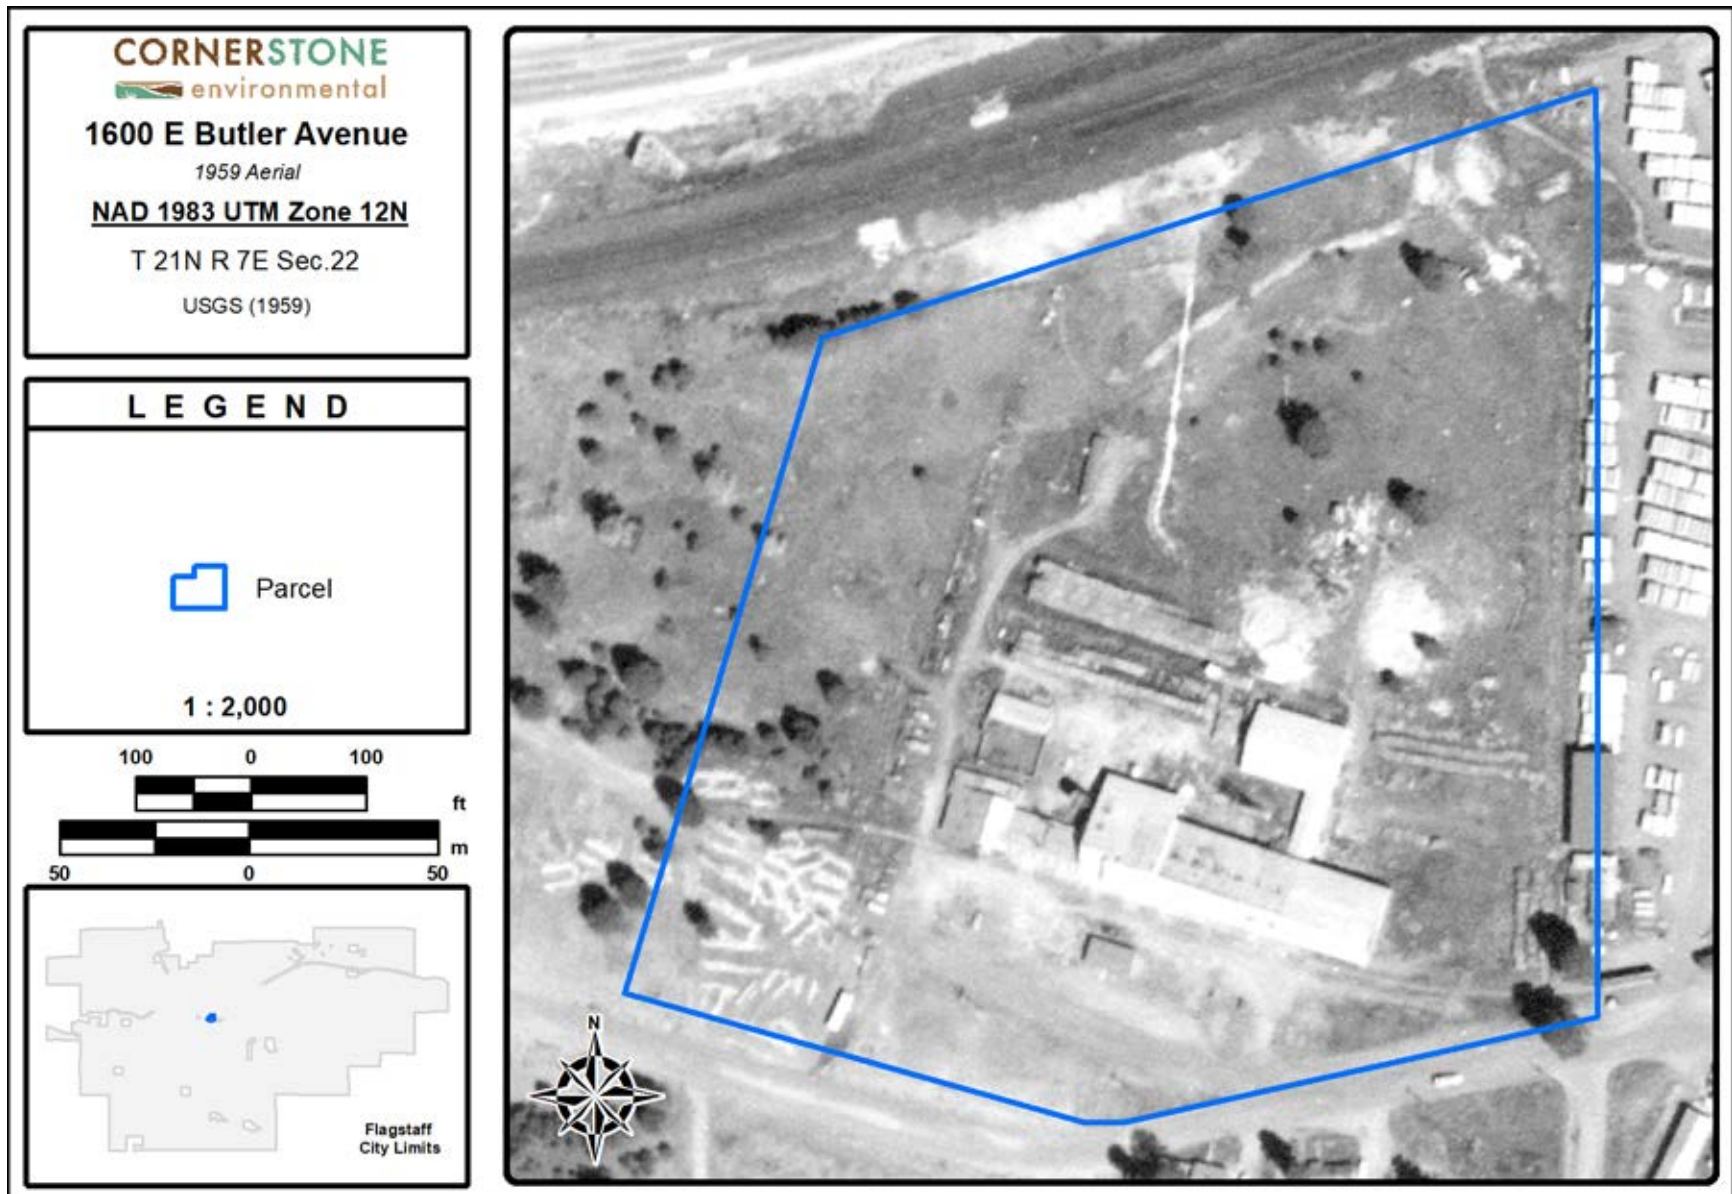 CORNERSTONE
environmental
1600 E Butler Avenue
1959 Aerial
NAD 1983 UTM Zone 12N
T 21N R 7E Sec.22
USGS (1959)
LEGEND
Parcel
1 : 2,000
100 0 100
ft
m
50 0 50
Flagstaff
City Limits
N